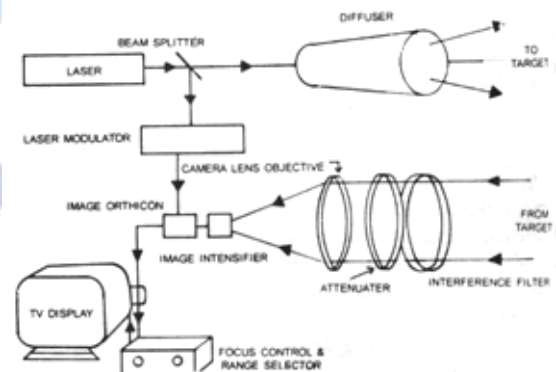 DIFFUSER
BEAM SPLITTER
LASER
TO
TARGET
LASER MODULATOR
CAMERA LENS OBJECTIVE
IMAGE ORTHICON
FROM
TARGET
IMAGE INTENSIFIER
ATTENUATER
INTERFERENCE FILTER
TV DISPLAY
FOCUS CONTROL &
RANGE SELECTOR